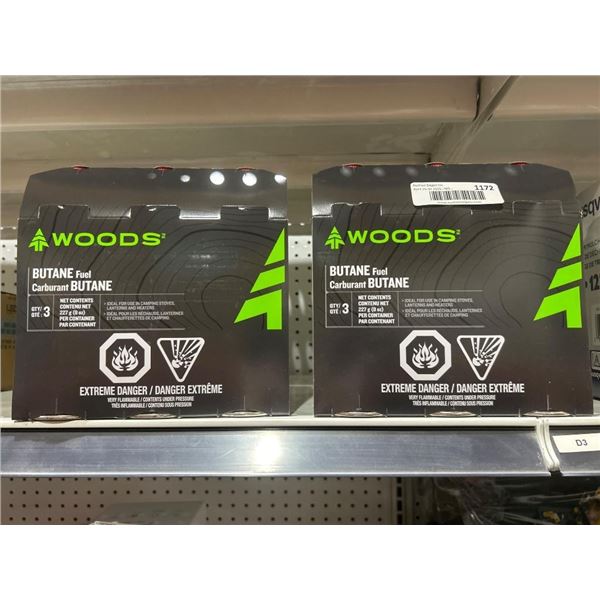 WOODS
BUTANE Fuel
Carburant BUTANE
QTY/
QTÉ
3
NET CONTENTS
CONTENU NET
227 g (8 oz)
PER CONTAINER
PAR CONTENANT
• IDEAL FOR USE IN CAMPING STOVES,
LANTERNS AND HEATERS
• IDÉAL POUR LES RÉCHAUDS, LANTERNES
ET CHAUFFERETTES DE CAMPING
EXTREME DANGER / DANGER EXTRÊME
VERY FLAMMABLE / CONTENTS UNDER PRESSURE
TRÈS INFLAMMABLE / CONTENU SOUS PRESSION
1172
WOODS
BUTANE Fuel
Carburant BUTANE
QTY/
QTÉ
3
NET CONTENTS
CONTENU NET
227 g (8 oz)
PER CONTAINER
PAR CONTENANT
• IDEAL FOR USE IN CAMPING STOVES,
LANTERNS AND HEATERS
• IDÉAL POUR LES RÉCHAUDS, LANTERNES
ET CHAUFFERETTES DE CAMPING
EXTREME DANGER / DANGER EXTRÊME
VERY FLAMMABLE / CONTENTS UNDER PRESSURE
TRÈS INFLAMMABLE / CONTENU SOUS PRESSION
sqv
12
D3